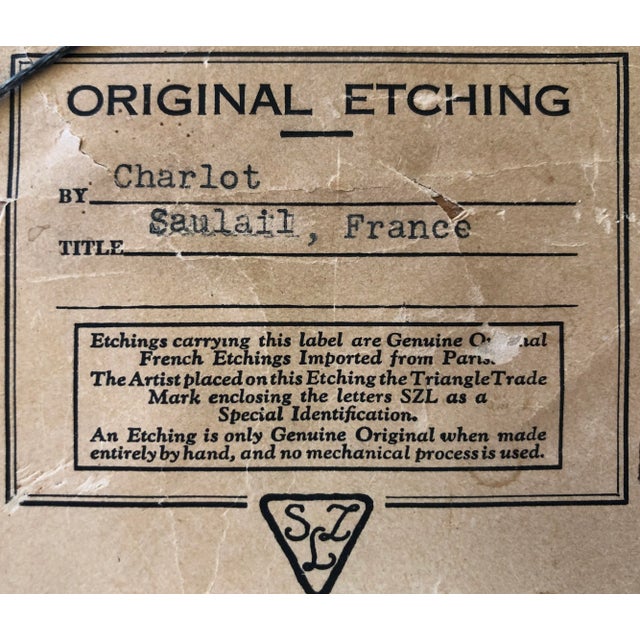 ORIGINAL ETCHING
BY Charlot
TITLE Saulail, France
Etchings carrying this label are Genuine
French Etchings Imported from Paris.
The Artist placed on this Etching the Triangle Trade
Mark enclosing the letters SZL as a
Special Identification.
An Etching is only Genuine Original when made
entirely by hand, and no mechanical process is used.
SZL